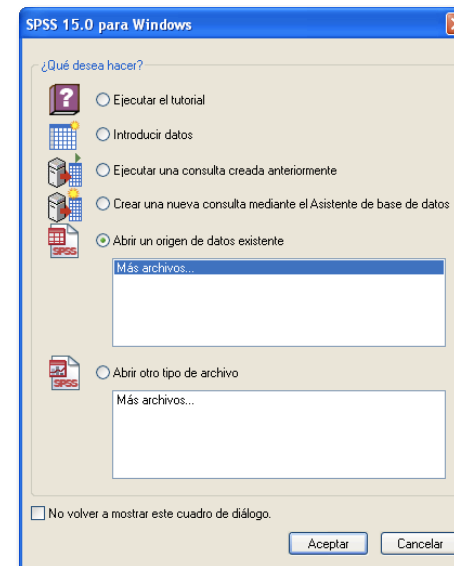 SPSS 15.0 para Windows
¿Qué desea hacer?
Ejecutar el tutorial
Introducir datos
Ejecutar una consulta creada anteriormente
Crear una nueva consulta mediante el Asistente de base de datos
Abrir un origen de datos existente
SPSS
Más archivos...
Abrir otro tipo de archivo
SPSS
Más archivos...
No volver a mostrar este cuadro de diálogo.
Aceptar Cancelar